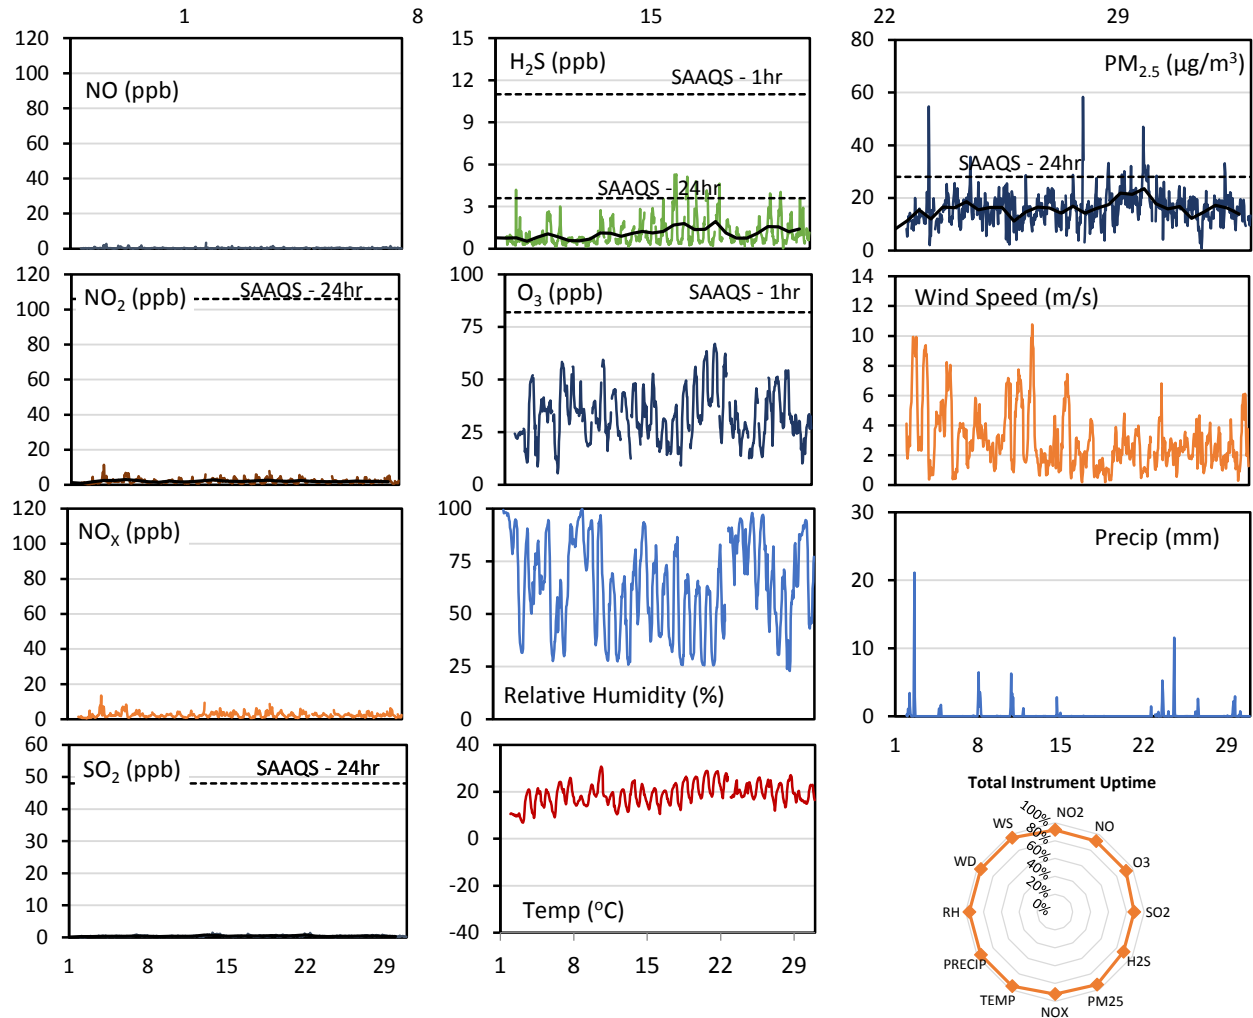 1 8 15 22 29
120
100
80
60
40
20
0
NO (ppb)
15
12
9
6
3
0
H₂S (ppb)
SAAQS - 1hr
SAAQS - 24hr
80
60
40
20
0
PM₂.₅ (µg/m³)
SAAQS - 24hr
120
100
80
60
40
20
0
NO₂ (ppb)
SAAQS - 24hr
100
75
50
25
0
O₃ (ppb)
SAAQS - 1hr
14
12
10
8
6
4
2
0
Wind Speed (m/s)
120
100
80
60
40
20
0
NOX (ppb)
100
75
50
25
0
Relative Humidity (%)
30
20
10
0
Precip (mm)
1 8 15 22 29
60
50
40
30
20
10
0
SO₂ (ppb)
SAAQS - 24hr
1 8 15 22 29
40
20
0
-20
-40
Temp (°C)
1 8 15 22 29
Total Instrument Uptime
100%
80%
60%
40%
20%
0%
NO2
NO
O3
SO2
H2S
PM25
NOX
TEMP
PRECIP
RH
WD
WS